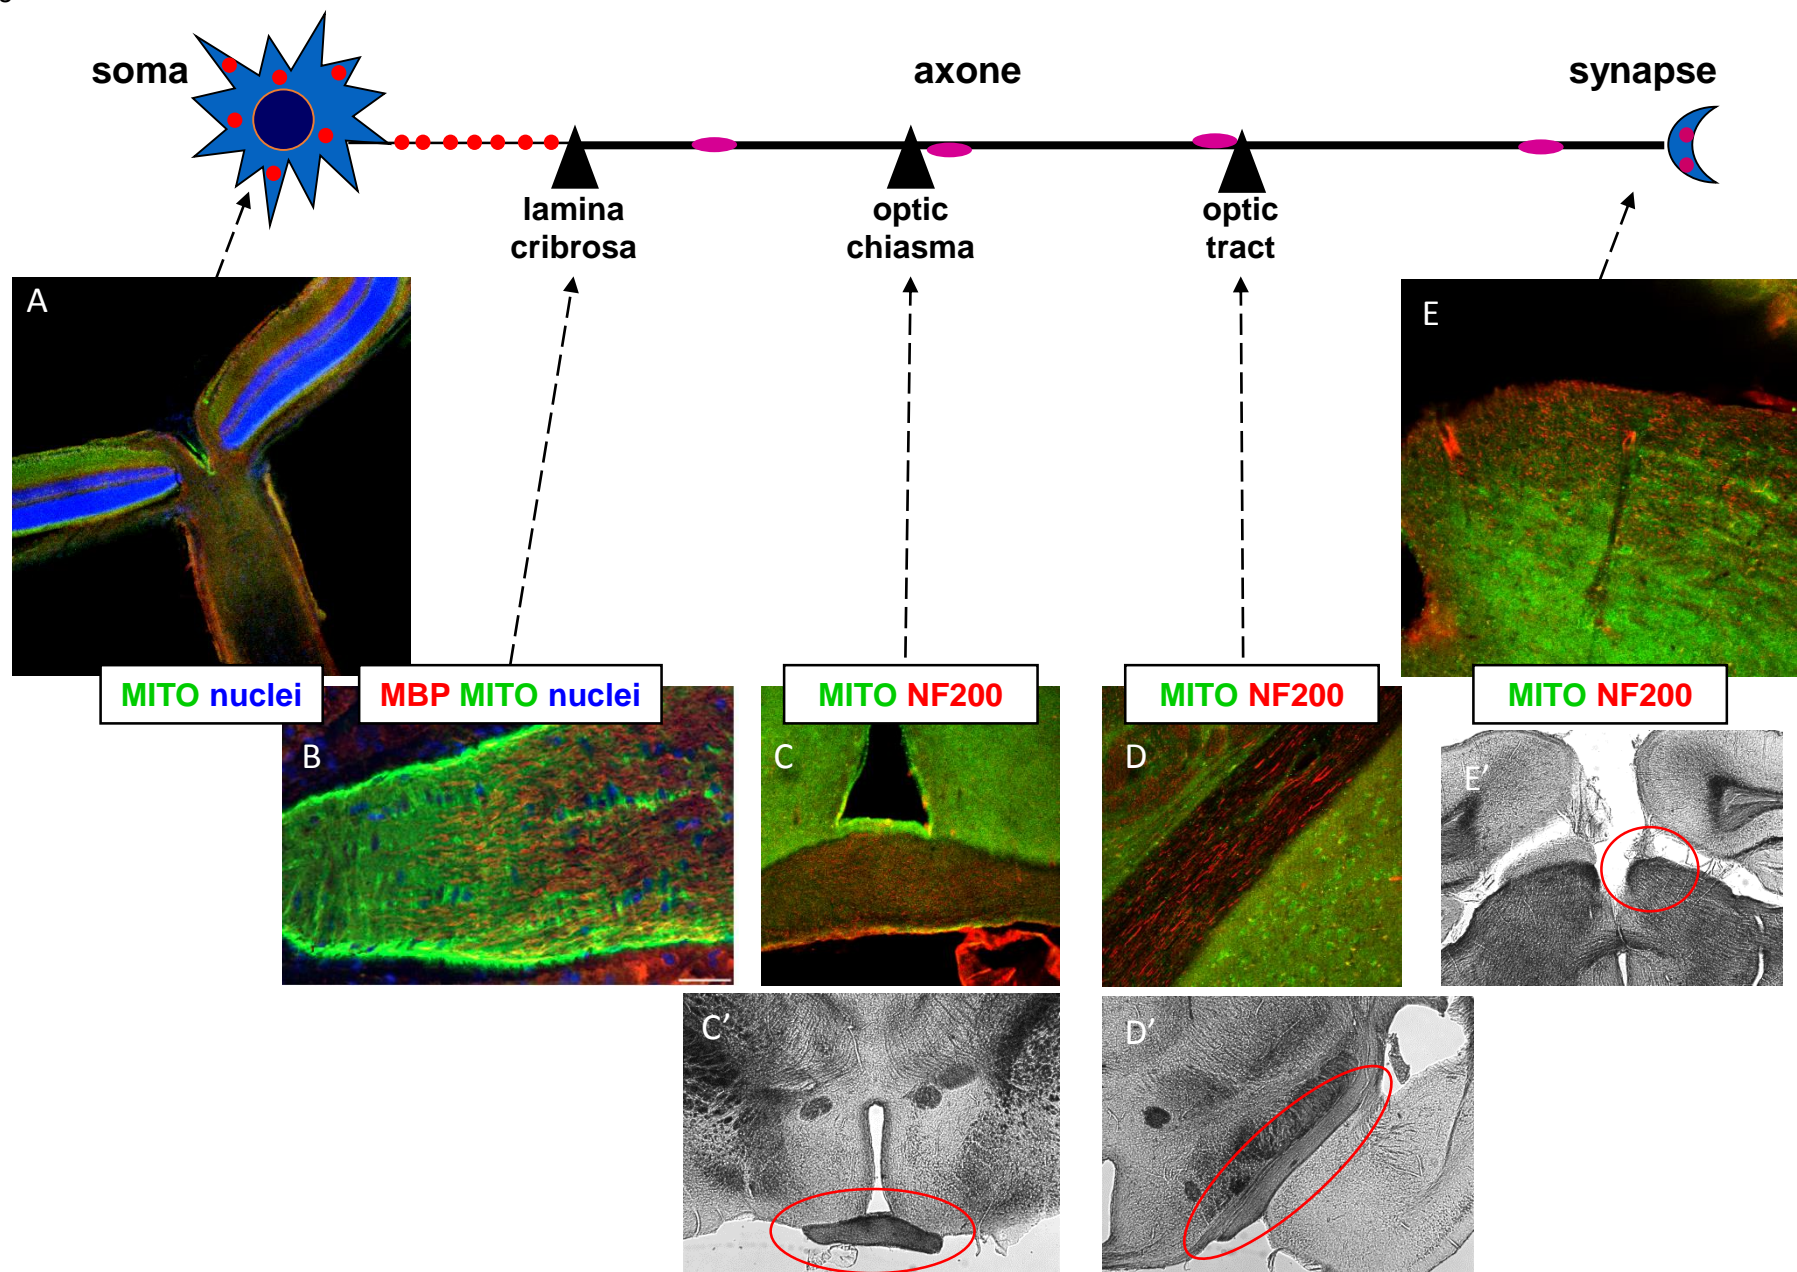 soma
axone
synapse
lamina
cribrosa
optic
chiasma
optic
tract
A
E
MITO nuclei
MBP MITO nuclei
MITO NF200
MITO NF200
MITO NF200
B
C
D
E’
C’
D’